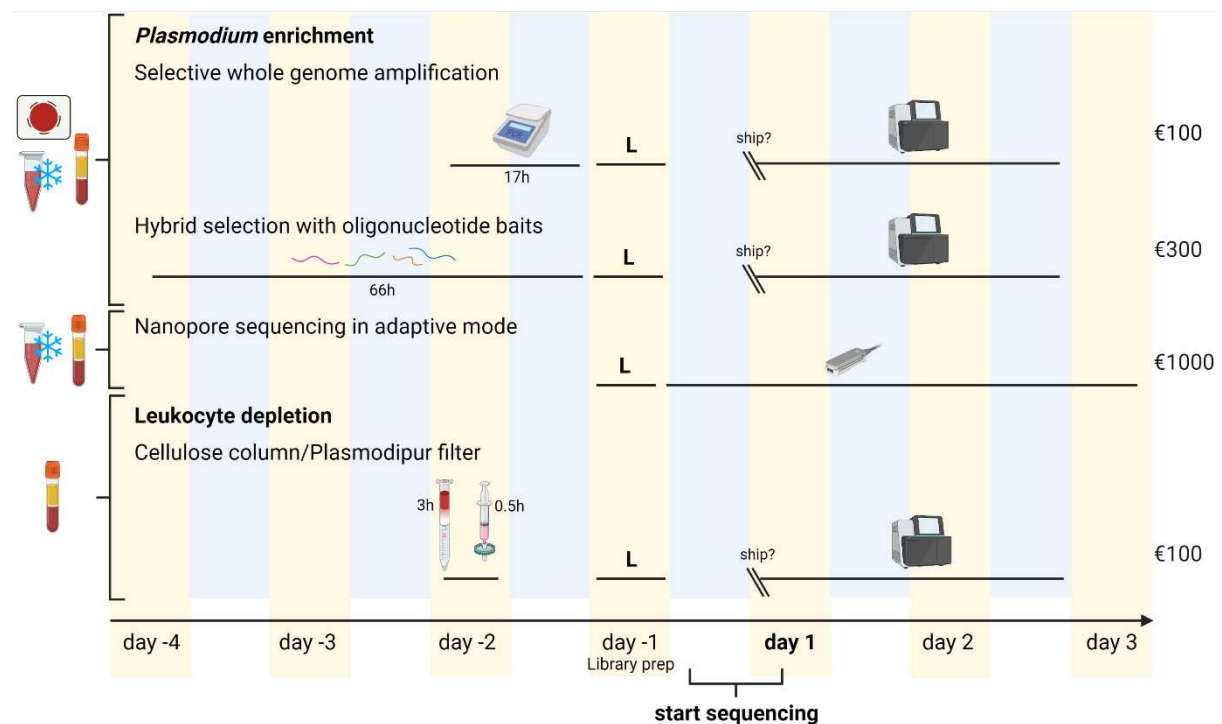 Plasmodium enrichment
Selective whole genome amplification
PCR
17h
L
ship?
€100
Hybrid selection with oligonucleotide baits
66h
L
ship?
€300
Nanopore sequencing in adaptive mode
L
€1000
Leukocyte depletion
Cellulose column/Plasmodipur filter
3h
0.5h
L
ship?
€100
day -4
day -3
day -2
day -1
Library prep
day 1
day 2
day 3
start sequencing